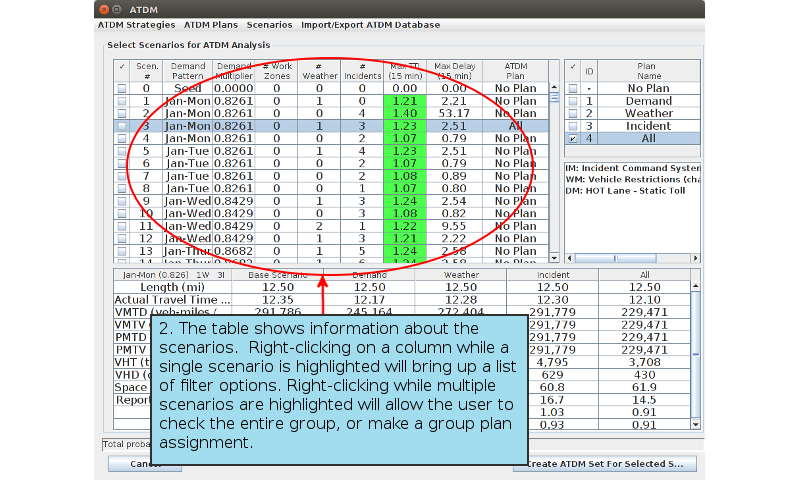 ATDM
ATDM Strategies ATDM Plans Scenarios Import/Export ATDM Database
Select Scenarios for ATDM Analysis
✓ Scen. # Demand Pattern Demand Multiplier # Work Zones # Weather # Incidents Max TTI (15 min) Max Delay (15 min) ATDM Plan
0 Seed 0.0000 0 0 0 0.00 0.00 No Plan
1 Jan-Mon 0.8261 0 1 0 1.21 2.21 No Plan
2 Jan-Mon 0.8261 0 0 4 1.40 53.17 No Plan
3 Jan-Mon 0.8261 0 1 3 1.23 2.51 All
4 Jan-Mon 0.8261 0 0 2 1.07 0.79 No Plan
5 Jan-Tue 0.8261 0 1 4 1.23 2.51 No Plan
6 Jan-Tue 0.8261 0 0 2 1.07 0.79 No Plan
7 Jan-Tue 0.8261 0 0 2 1.08 0.89 No Plan
8 Jan-Tue 0.8261 0 0 1 1.07 0.80 No Plan
9 Jan-Wed 0.8429 0 1 3 1.24 2.54 No Plan
10 Jan-Wed 0.8429 0 0 3 1.08 0.82 No Plan
11 Jan-Wed 0.8429 0 2 1 1.22 9.55 No Plan
12 Jan-Wed 0.8429 0 1 3 1.21 2.22 No Plan
13 Jan-Thur 0.8682 0 1 5 1.24 2.58 No Plan
✓ ID Plan Name
- No Plan
1 Demand
2 Weather
3 Incident
4 All
IM: Incident Command System
WM: Vehicle Restrictions (cha
DM: HOT Lane - Static Toll
Jan-Mon (0.826) 1W 3I Base Scenario Demand Weather Incident All
Length (mi) 12.50 12.50 12.50 12.50 12.50
Actual Travel Time ... 12.35 12.17 12.28 12.30 12.10
VMTD (veh-miles / 291,786 245,164 272,404 291,779 229,471
VMTV 291,779 229,471
PMTD 291,779 229,471
PMTV 291,779 229,471
VHT (t 4,795 3,708
VHD ( 629 430
Space 60.8 61.9
Report 16.7 14.5
1.03 0.91
0.93 0.91
2. The table shows information about the
scenarios. Right-clicking on a column while a
single scenario is highlighted will bring up a list
of filter options. Right-clicking while multiple
scenarios are highlighted will allow the user to
check the entire group, or make a group plan
assignment.
Total proba
Cancel
Create ATDM Set For Selected S...